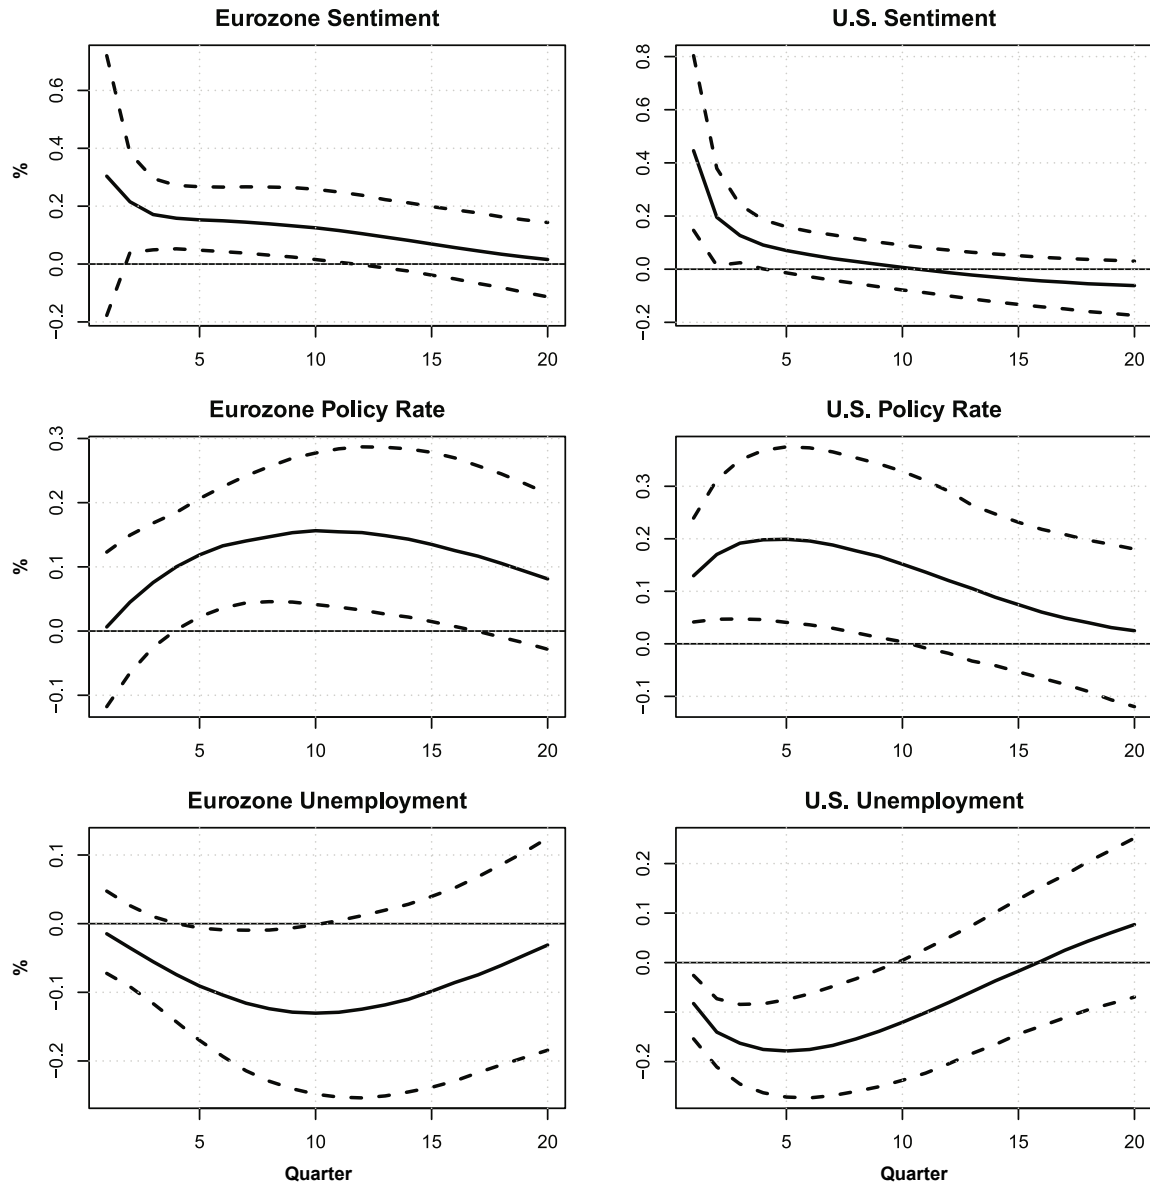 Eurozone Sentiment
%
0.6
0.4
0.2
0.0
−0.2
5 10 15 20
U.S. Sentiment
0.8
0.6
0.4
0.2
0.0
−0.2
5 10 15 20
Eurozone Policy Rate
%
0.3
0.2
0.1
0.0
−0.1
5 10 15 20
U.S. Policy Rate
0.3
0.2
0.1
0.0
−0.1
5 10 15 20
Eurozone Unemployment
%
0.1
0.0
−0.1
−0.2
5 10 15 20
Quarter
U.S. Unemployment
0.2
0.1
0.0
−0.2
5 10 15 20
Quarter